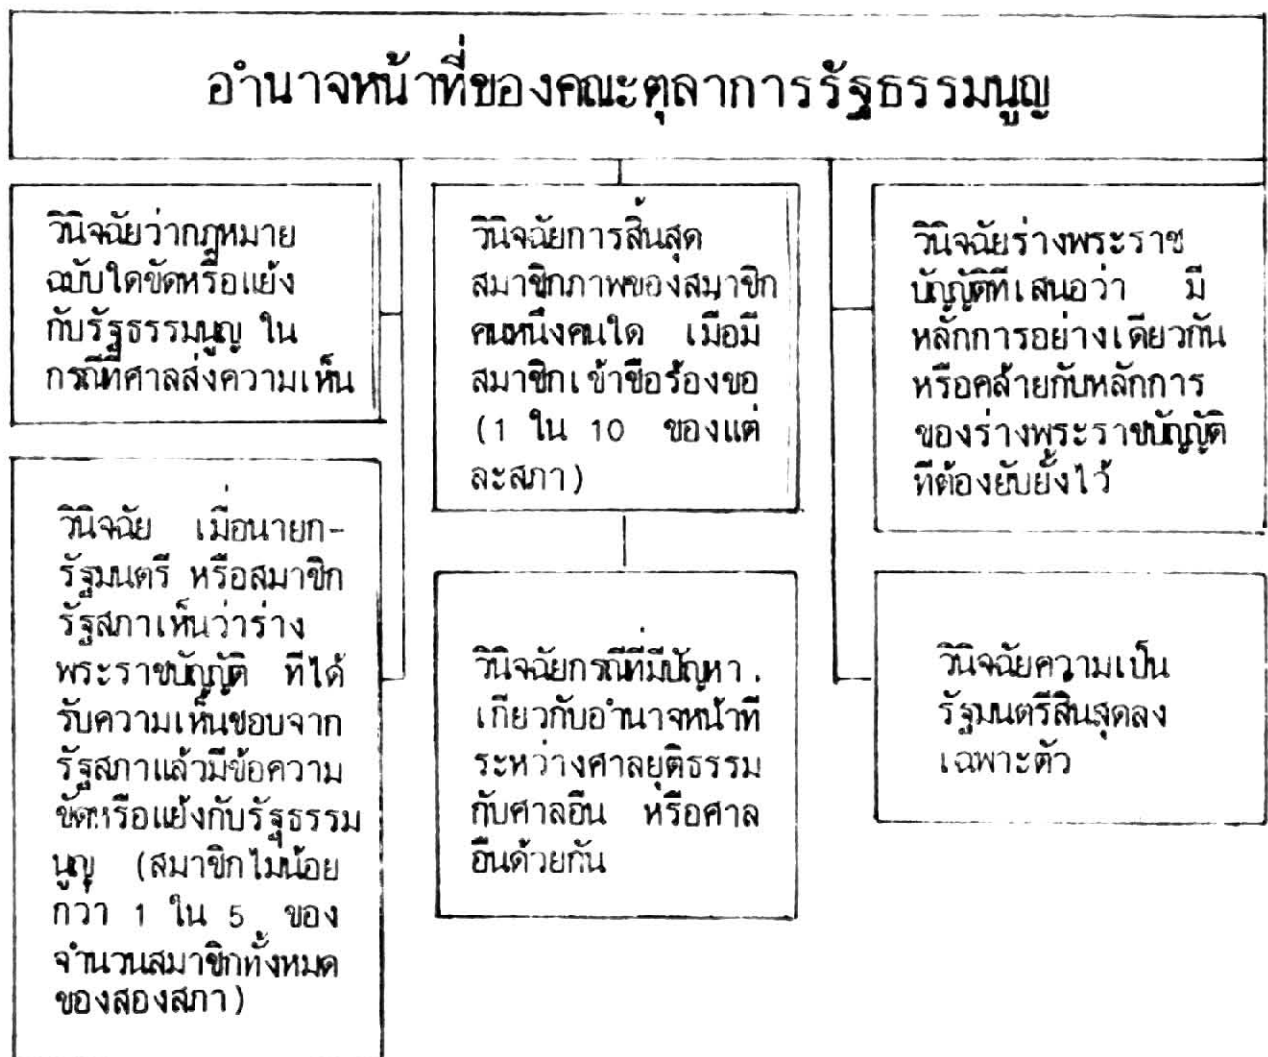 อำนาจหน้าที่ของคณะตุลาการรัฐธรรมนูญ
วินิจฉัยว่ากฎหมาย
ฉบับใดขัดหรือแย้ง
กับรัฐธรรมนูญ ใน
กรณีที่ศาลส่งความเห็น
วินิจฉัย เมื่อนายก-
รัฐมนตรี หรือสมาชิก
รัฐสภาเห็นว่าร่าง
พระราชบัญญัติ ที่ได้
รับความเห็นชอบจาก
รัฐสภาแล้วมีข้อความ
ขัดหรือแย้งกับรัฐธรรม
นูญ (สมาชิกไม่น้อย
กว่า 1 ใน 5 ของ
จำนวนสมาชิกทั้งหมด
ของสองสภา)
วินิจฉัยการสิ้นสุด
สมาชิกภาพของสมาชิก
คนหนึ่งคนใด เมื่อมี
สมาชิกเข้าชื่อร้องขอ
(1 ใน 10 ของแต่
ละสภา)
วินิจฉัยกรณีที่มีปัญหา
เกี่ยวกับอำนาจหน้าที่
ระหว่างศาลยุติธรรม
กับศาลอื่น หรือศาล
อื่นด้วยกัน
วินิจฉัยร่างพระราช
บัญญัติที่เสนอว่า มี
หลักการอย่างเดียวกัน
หรือคล้ายกับหลักการ
ของร่างพระราชบัญญัติ
ที่ต้องยับยั้งไว้
วินิจฉัยความเป็น
รัฐมนตรีสิ้นสุดลง
เฉพาะตัว